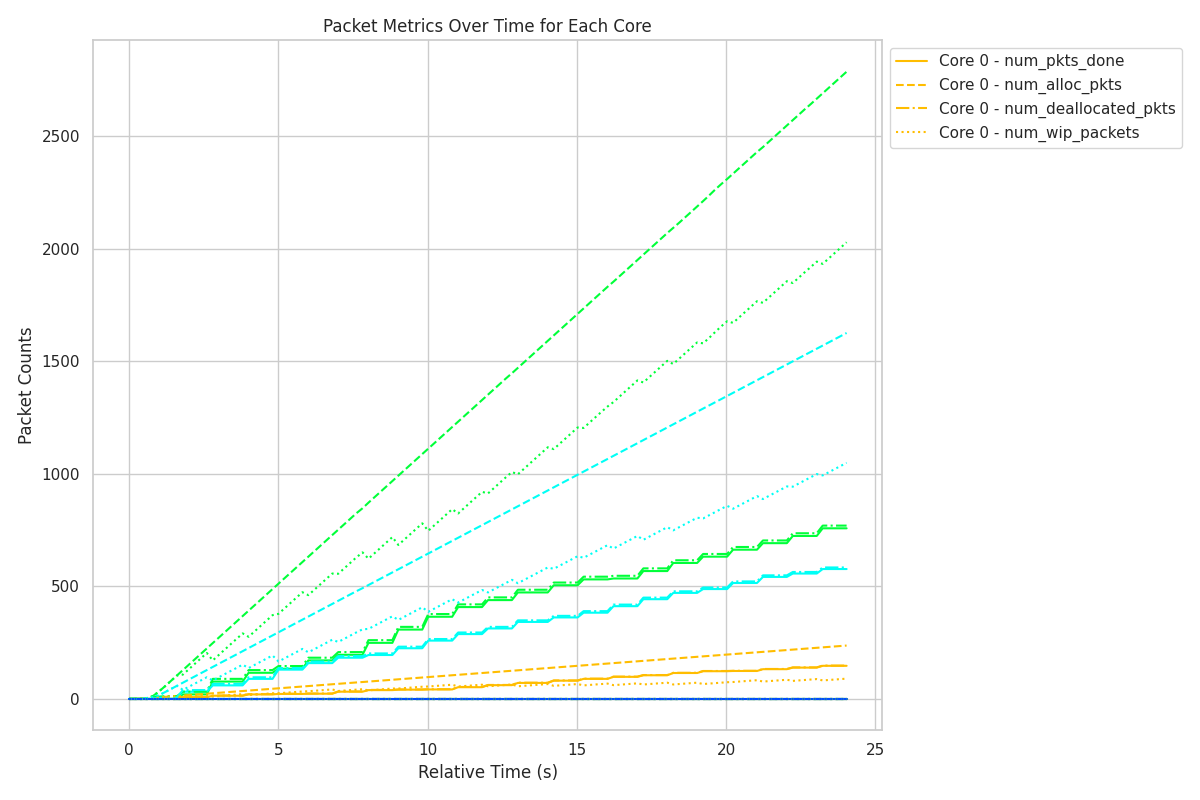 Packet Metrics Over Time for Each Core
Core 0 - num_pkts_done
Core 0 - num_alloc_pkts
Core 0 - num_deallocated_pkts
Core 0 - num_wip_packets
Packet Counts
2500
2000
1500
1000
500
0
0 5 10 15 20 25
Relative Time (s)